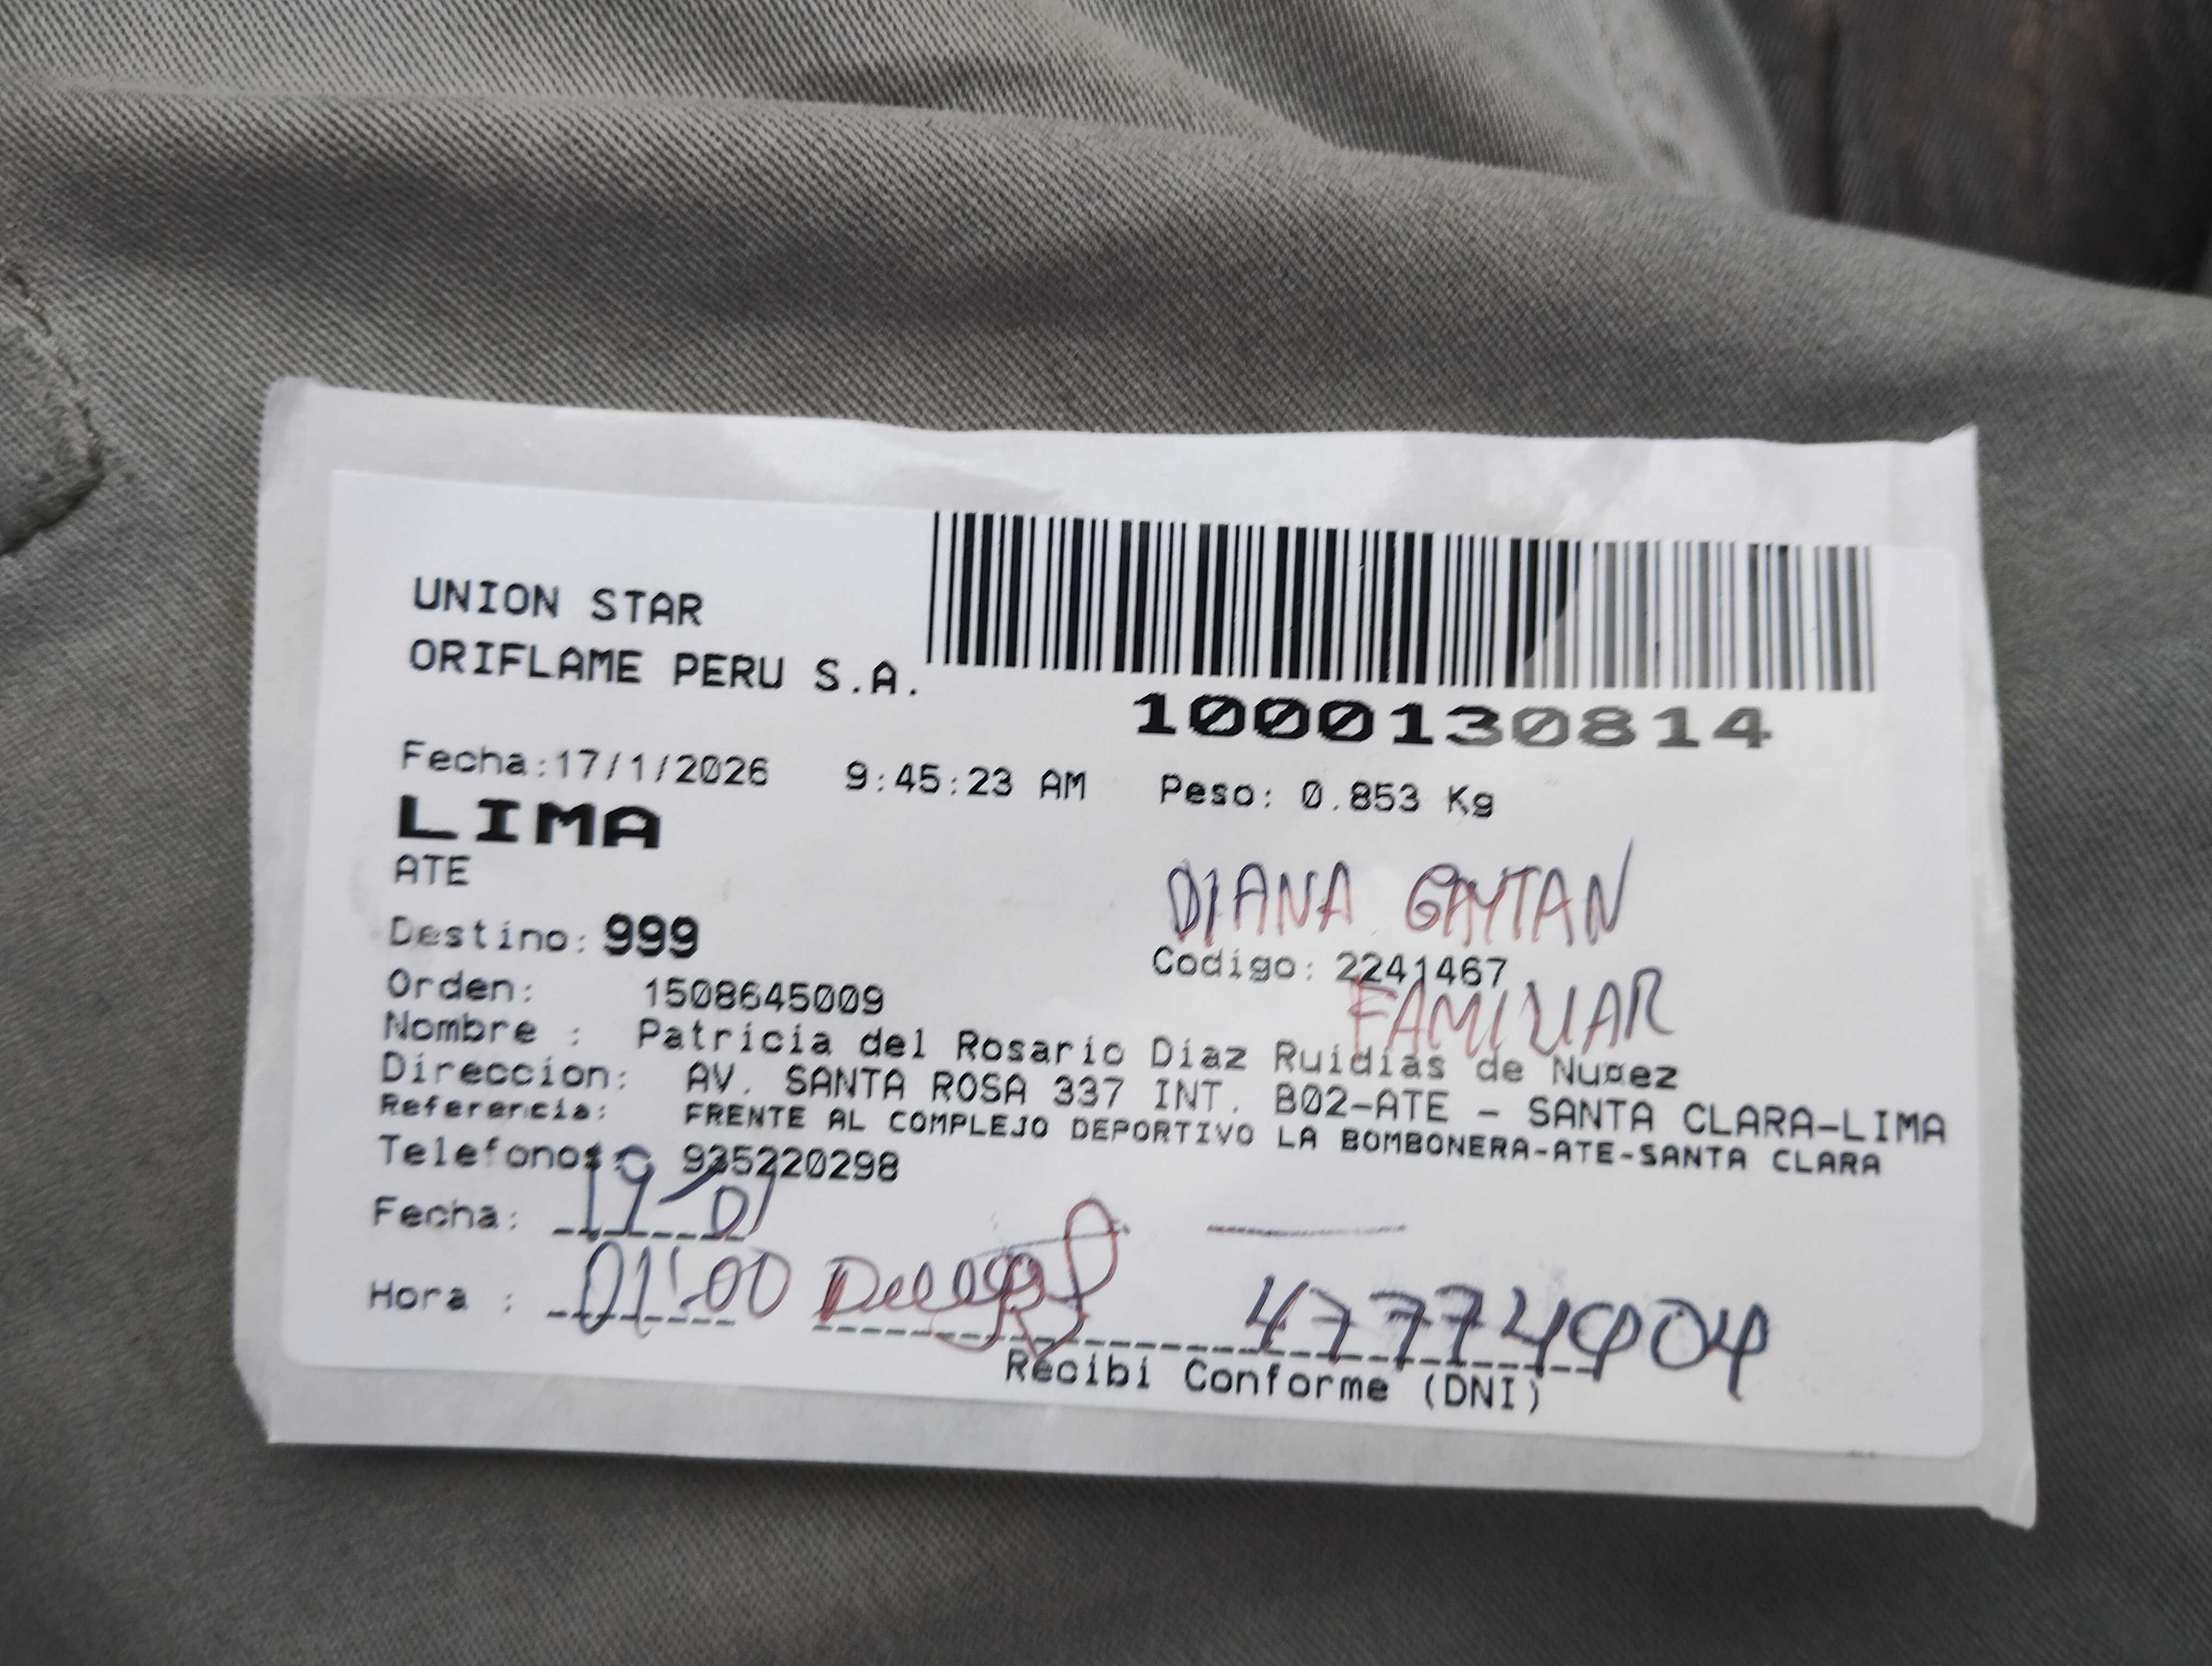 UNION STAR
ORIFLAME PERU S.A.
1000130814
Fecha:17/1/2026 9:45:23 AM Peso: 0.853 Kg
LIMA
ATE
DIANA GAYTAN
Destino: 999
Codigo: 2241467
FAMILIAR
Orden: 1508645009
Nombre : Patricia del Rosario Diaz Ruidias de Nu¤ez
Direccion: AV. SANTA ROSA 337 INT. B02-ATE - SANTA CLARA-LIMA
Referencia: FRENTE AL COMPLEJO DEPORTIVO LA BOMBONERA-ATE-SANTA CLARA
Telefonos: 935220298
Fecha: 19-01
Hora : 01:00 47774904
Recibi Conforme (DNI)